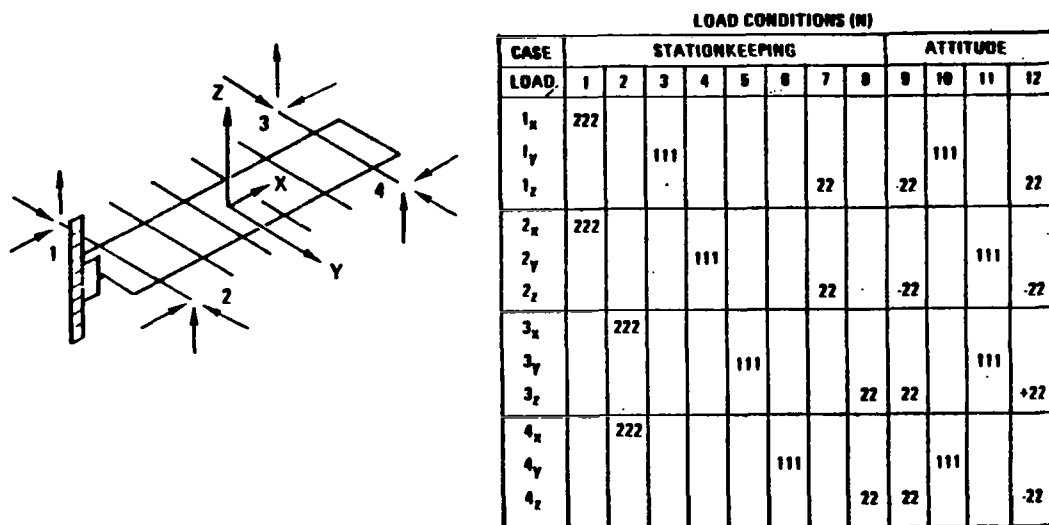 Z
3
X
4
1
Y
2
LOAD CONDITIONS (N)
CASE STATIONKEEPING ATTITUDE
LOAD. 1 2 3 4 5 6 7 8 9 10 11 12
1x 222
1y 111 111
1z 22 -22 22
2x 222
2y 111 111
2z 22 -22 -22
3x 222
3y 111 111
3z 22 22 +22
4x 222
4y 111 111
4z 22 22 -22